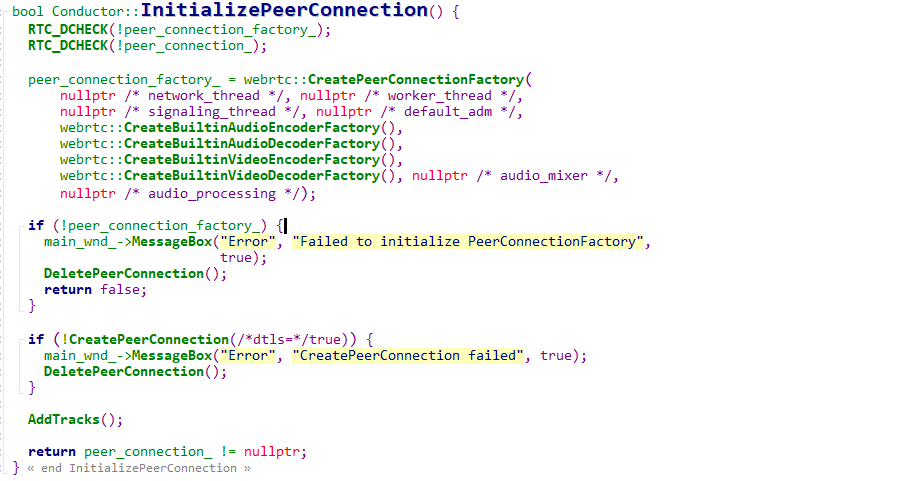 bool Conductor::InitializePeerConnection() {
RTC_DCHECK(!peer_connection_factory_);
RTC_DCHECK(!peer_connection_);
peer_connection_factory_ = webrtc::CreatePeerConnectionFactory(
nullptr /* network_thread */, nullptr /* worker_thread */,
nullptr /* signaling_thread */, nullptr /* default_adm */,
webrtc::CreateBuiltinAudioEncoderFactory(),
webrtc::CreateBuiltinAudioDecoderFactory(),
webrtc::CreateBuiltinVideoEncoderFactory(),
webrtc::CreateBuiltinVideoDecoderFactory(), nullptr /* audio_mixer */,
nullptr /* audio_processing */);
if (!peer_connection_factory_) {
main_wnd_->MessageBox("Error", "Failed to initialize PeerConnectionFactory",
true);
DeletePeerConnection();
return false;
}
if (!CreatePeerConnection(/*dtls=*/true)) {
main_wnd_->MessageBox("Error", "CreatePeerConnection failed", true);
DeletePeerConnection();
}
AddTracks();
return peer_connection_ != nullptr;
} « end InitializePeerConnection »